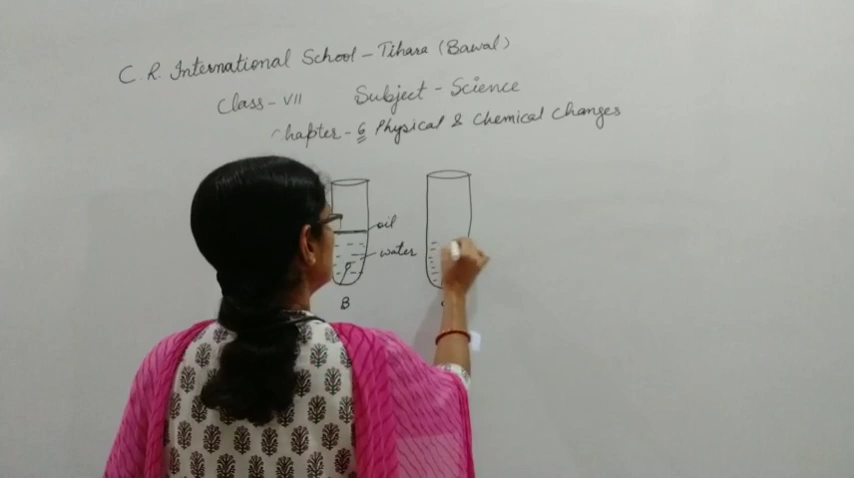 C. R. International School - Tihara (Bawal)
Class - VII Subject - Science
Chapter - 6 Physical & Chemical Changes
oil
water
B